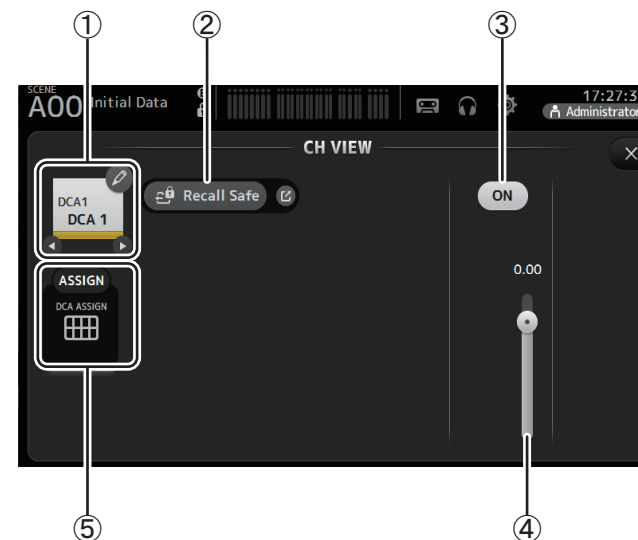 ① ② ③
SCENE
A00 Initial Data
17:27:3
Administrator
CH VIEW
DCA1
DCA 1
Recall Safe
ON
ASSIGN
DCA ASSIGN
0.00
⑤ ④